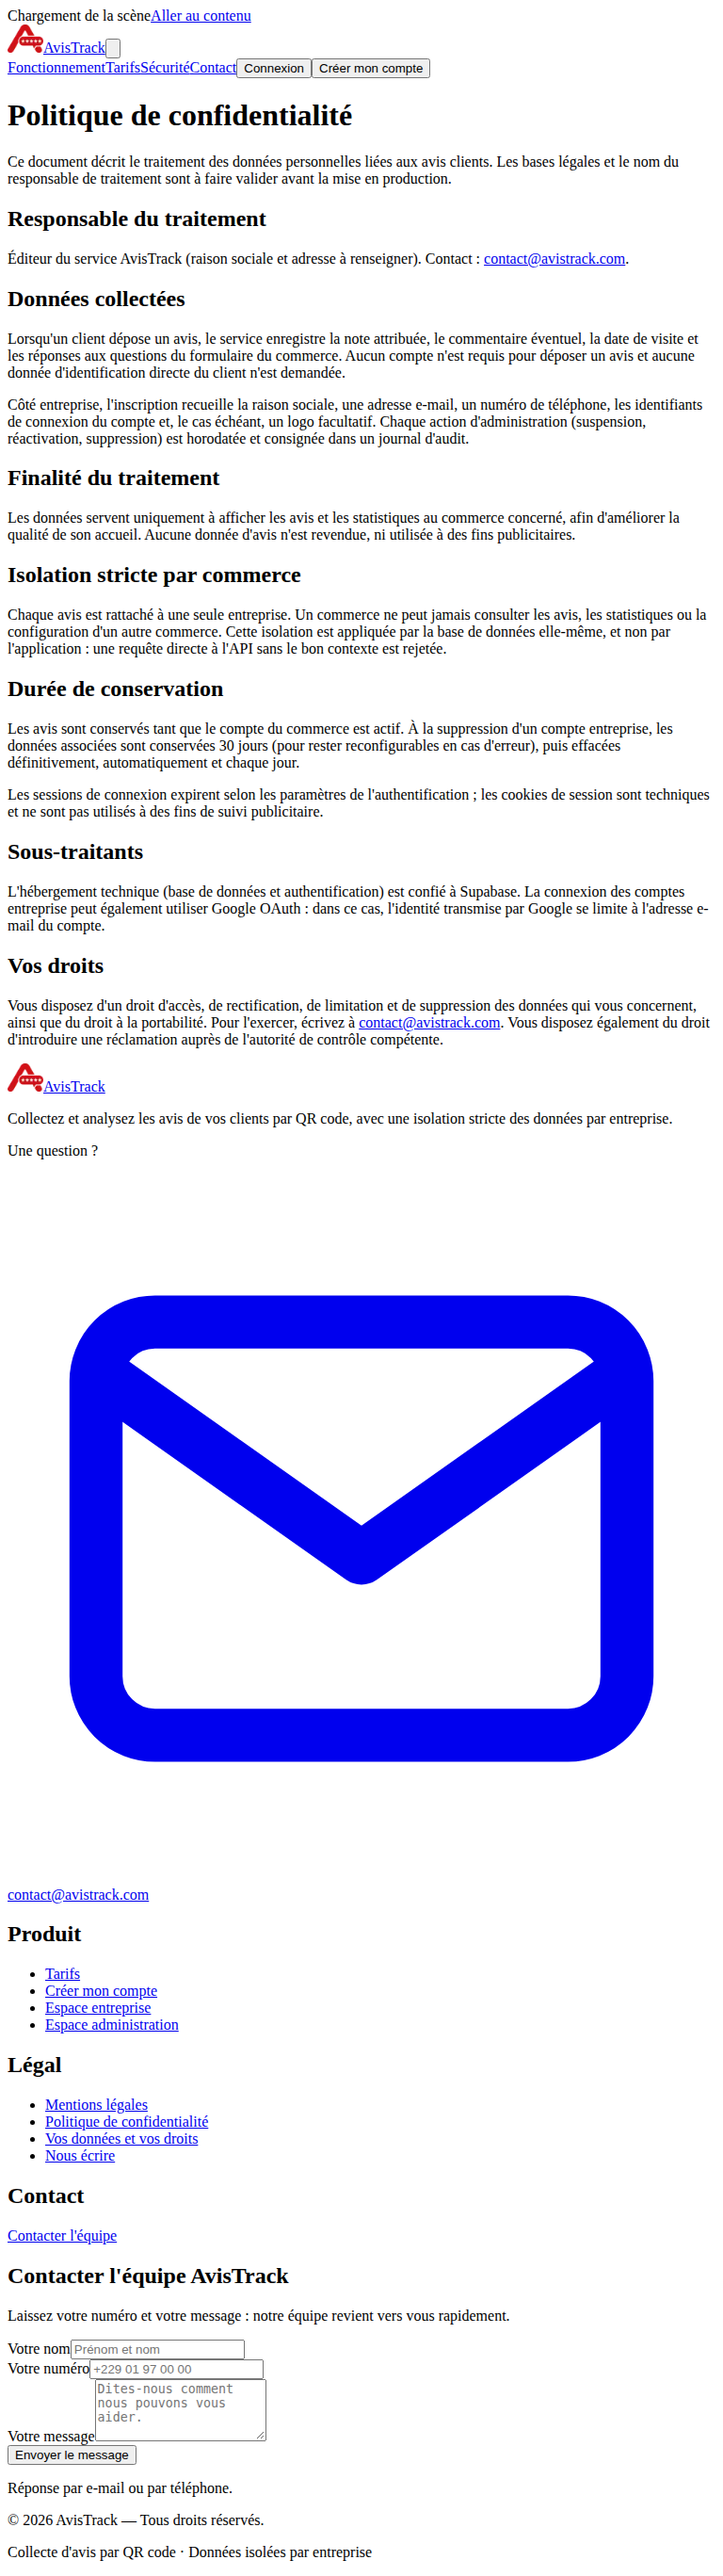 Chargement de la scèneAller au contenu
AvisTrack
FonctionnementTarifsSécuritéContact Connexion Créer mon compte
Politique de confidentialité
Ce document décrit le traitement des données personnelles liées aux avis clients. Les bases légales et le nom du
responsable de traitement sont à faire valider avant la mise en production.
Responsable du traitement
Éditeur du service AvisTrack (raison sociale et adresse à renseigner). Contact : contact@avistrack.com.
Données collectées
Lorsqu'un client dépose un avis, le service enregistre la note attribuée, le commentaire éventuel, la date de visite et
les réponses aux questions du formulaire du commerce. Aucun compte n'est requis pour déposer un avis et aucune
donnée d'identification directe du client n'est demandée.
Côté entreprise, l'inscription recueille la raison sociale, une adresse e-mail, un numéro de téléphone, les identifiants
de connexion du compte et, le cas échéant, un logo facultatif. Chaque action d'administration (suspension,
réactivation, suppression) est horodatée et consignée dans un journal d'audit.
Finalité du traitement
Les données servent uniquement à afficher les avis et les statistiques au commerce concerné, afin d'améliorer la
qualité de son accueil. Aucune donnée d'avis n'est revendue, ni utilisée à des fins publicitaires.
Isolation stricte par commerce
Chaque avis est rattaché à une seule entreprise. Un commerce ne peut jamais consulter les avis, les statistiques ou la
configuration d'un autre commerce. Cette isolation est appliquée par la base de données elle-même, et non par
l'application : une requête directe à l'API sans le bon contexte est rejetée.
Durée de conservation
Les avis sont conservés tant que le compte du commerce est actif. À la suppression d'un compte entreprise, les
données associées sont conservées 30 jours (pour rester reconfigurables en cas d'erreur), puis effacées
définitivement, automatiquement et chaque jour.
Les sessions de connexion expirent selon les paramètres de l'authentification ; les cookies de session sont techniques
et ne sont pas utilisés à des fins de suivi publicitaire.
Sous-traitants
L'hébergement technique (base de données et authentification) est confié à Supabase. La connexion des comptes
entreprise peut également utiliser Google OAuth : dans ce cas, l'identité transmise par Google se limite à l'adresse e-
mail du compte.
Vos droits
Vous disposez d'un droit d'accès, de rectification, de limitation et de suppression des données qui vous concernent,
ainsi que du droit à la portabilité. Pour l'exercer, écrivez à contact@avistrack.com. Vous disposez également du droit
d'introduire une réclamation auprès de l'autorité de contrôle compétente.
AvisTrack
Collectez et analysez les avis de vos clients par QR code, avec une isolation stricte des données par entreprise.
Une question ?
contact@avistrack.com
Produit
Tarifs
Créer mon compte
Espace entreprise
Espace administration
Légal
Mentions légales
Politique de confidentialité
Vos données et vos droits
Nous écrire
Contact
Contacter l'équipe
Contacter l'équipe AvisTrack
Laissez votre numéro et votre message : notre équipe revient vers vous rapidement.
Votre nom Prénom et nom
Votre numéro +229 01 97 00 00
Dites-nous comment
nous pouvons vous
aider.
Votre message
Envoyer le message
Réponse par e-mail ou par téléphone.
© 2026 AvisTrack — Tous droits réservés.
Collecte d'avis par QR code · Données isolées par entreprise